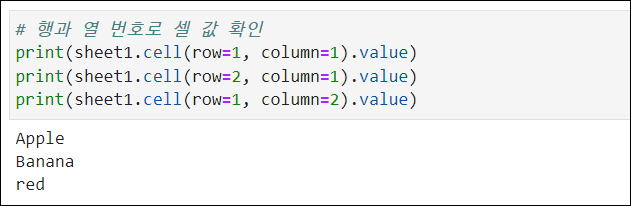 # 행과 열 번호로 셀 값 확인
print(sheet1.cell(row=1, column=1).value)
print(sheet1.cell(row=2, column=1).value)
print(sheet1.cell(row=1, column=2).value)
Apple
Banana
red